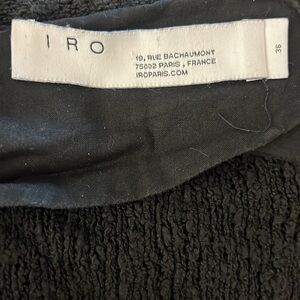 IRO
19, RUE BACHAUMONT
75002 PARIS , FRANCE
IROPARIS.COM
36